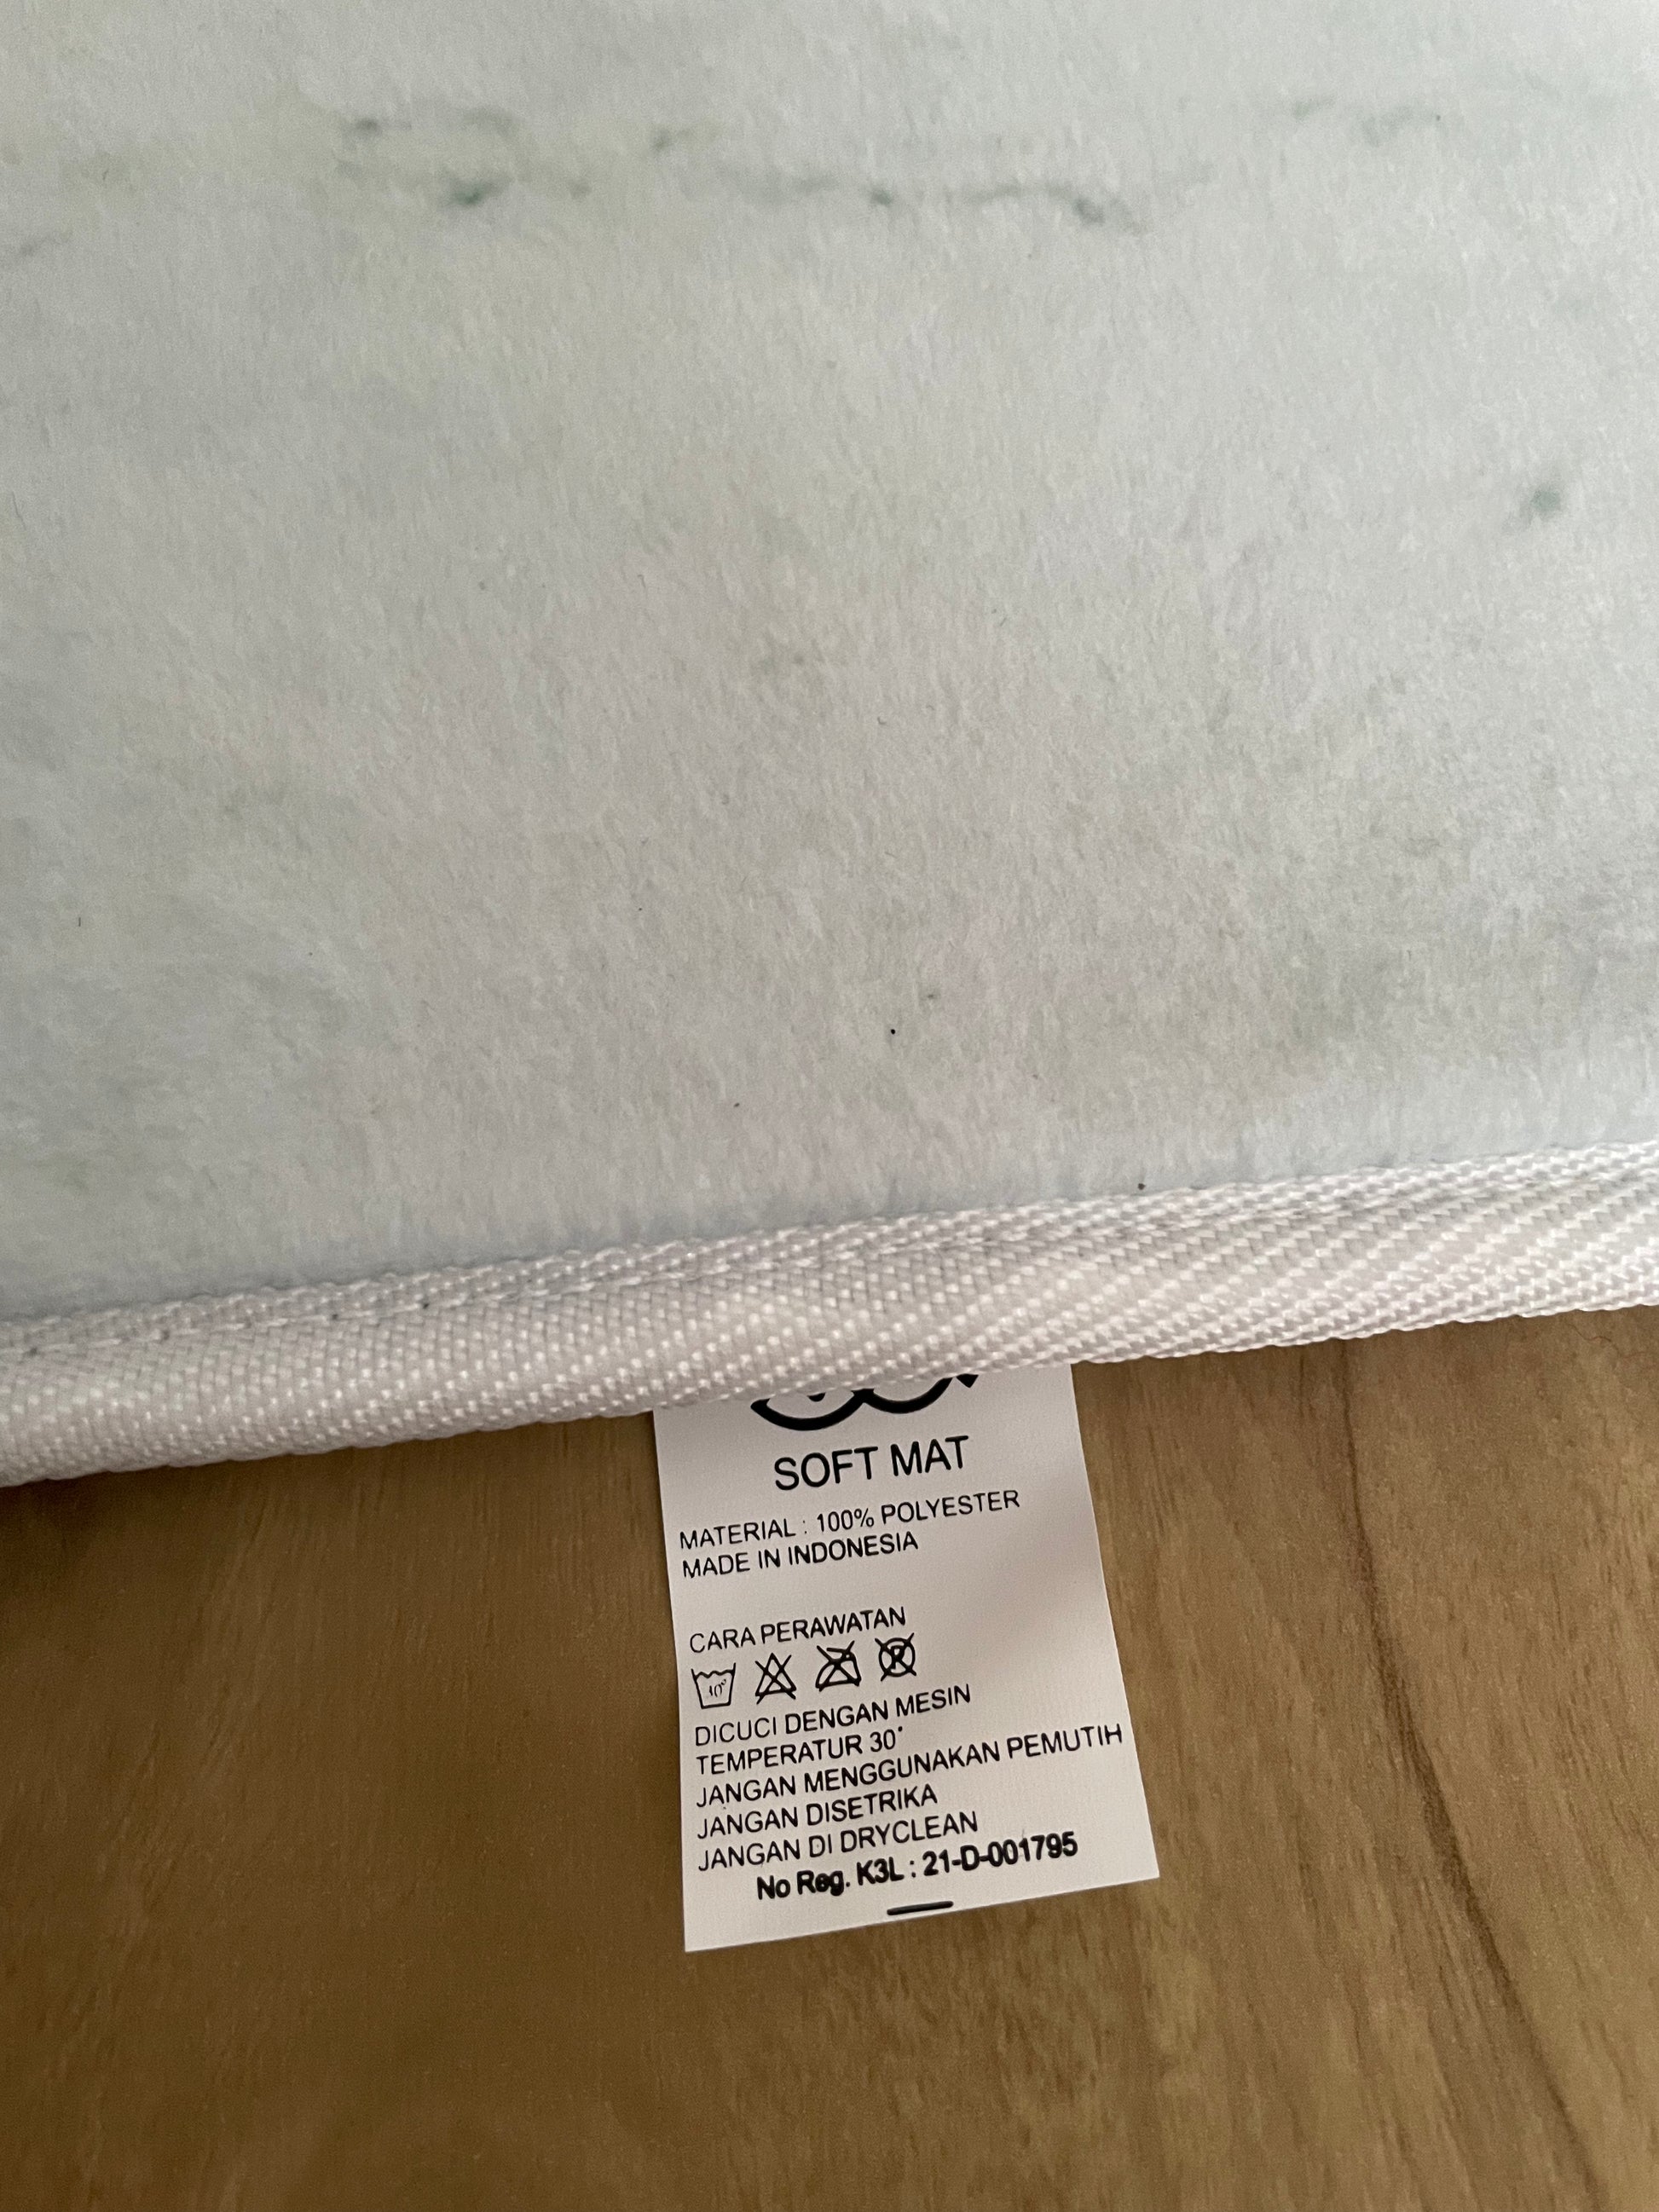 SOFT MAT
MATERIAL : 100% POLYESTER
MADE IN INDONESIA
CARA PERAWATAN
DICUCI DENGAN MESIN
TEMPERATUR 30°
JANGAN MENGGUNAKAN PEMUTIH
JANGAN DISETRIKA
JANGAN DI DRYCLEAN
No Reg. K3L : 21-D-001795